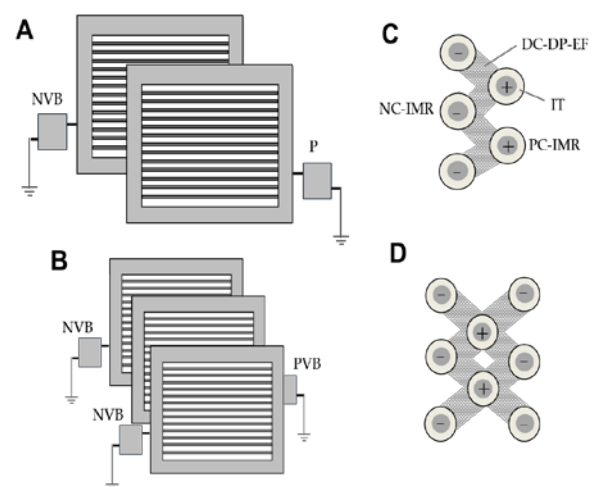 A
NVB
P
B
NVB
NVB
PVB
C
DC-DP-EF
NC-IMR
IT
PC-IMR
−
+
−
+
−
D
−
−
+
−
−
+
−
−